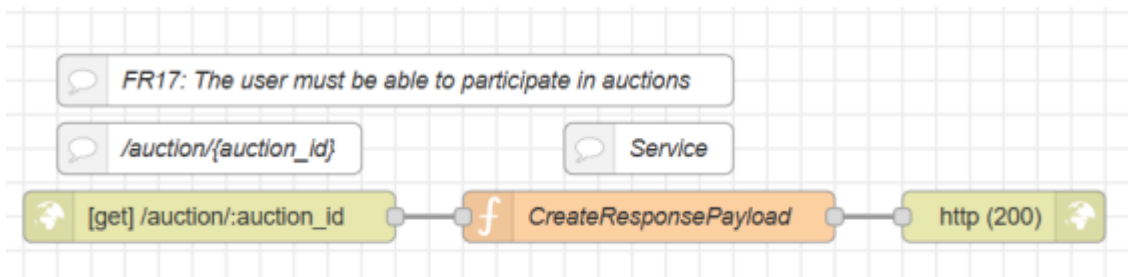 FR17: The user must be able to participate in auctions
/auction/{auction_id}
Service
[get] /auction/:auction_id
CreateResponsePayload
http (200)